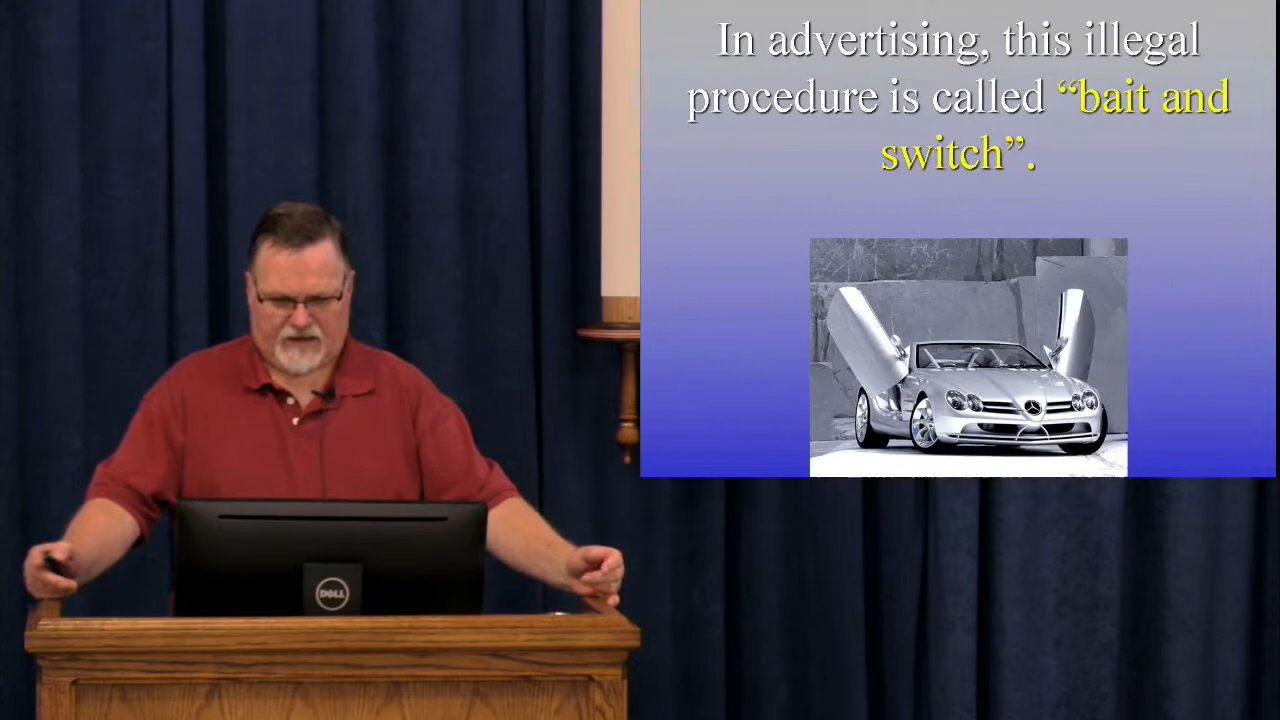 In advertising, this illegal
procedure is called “bait and
switch”.
DELL